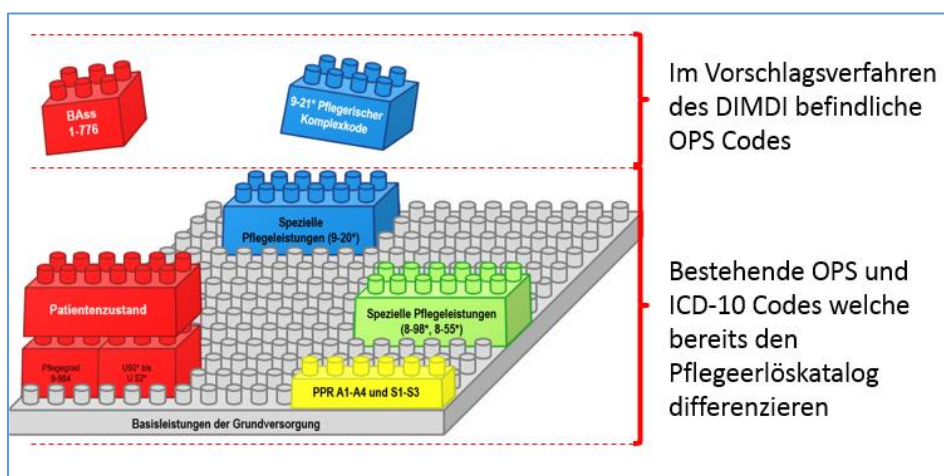 BAss
1-776
9-21* Pflegerischer
Komplexkode
Im Vorschlagsverfahren
des DIMDI befindliche
OPS Codes
Spezielle
Pflegeleistungen (9-20*)
Patientenzustand
Spezielle Pflegeleistungen
(8-98*, 8-55*)
Pflegegrad
9-984
U50* bis
U 52*
PPR A1-A4 und S1-S3
Basisleistungen der Grundversorgung
Bestehende OPS und
ICD-10 Codes welche
bereits den
Pflegeerlöskatalog
differenzieren